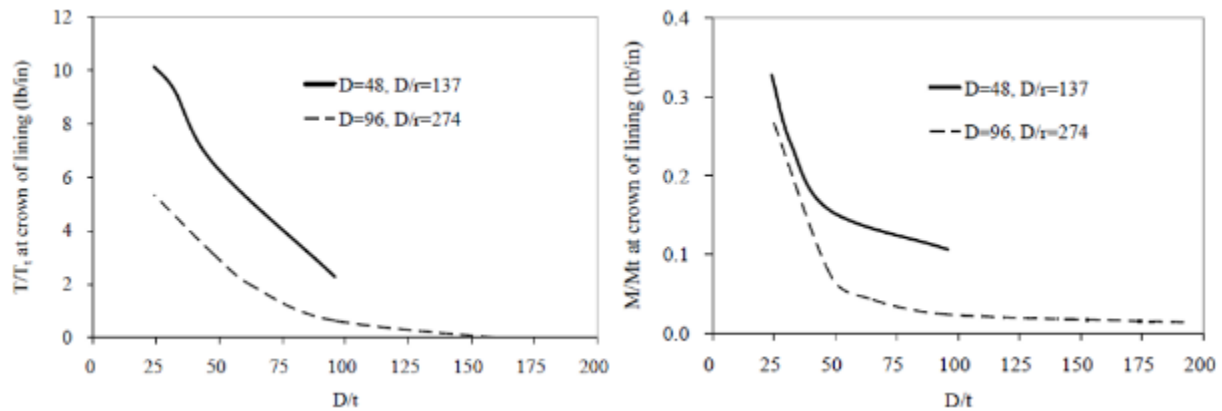 T/Tt at crown of lining (lb/in)
12
10
8
6
4
2
0
D=48, D/r=137
D=96, D/r=274
0 25 50 75 100 125 150 175 200
D/t
M/Mt at crown of lining (lb/in)
0.4
0.3
0.2
0.1
0.0
D=48, D/r=137
D=96, D/r=274
0 25 50 75 100 125 150 175 200
D/t